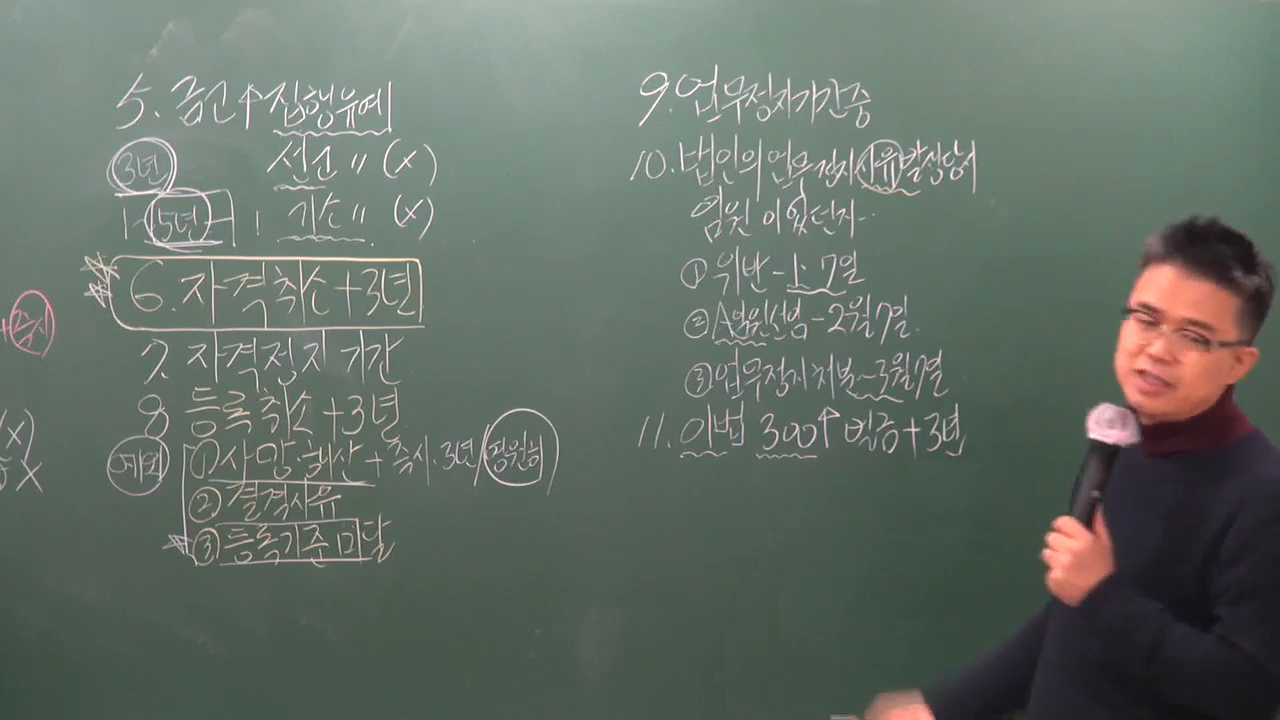 5. 금고↑ 집행유예
3년 선고 〃 (x)
5년 기소 〃 (x)
6. 자격취소+3년
7. 자격정지 기간
8 등록취소+3년
예외 ①사망·해산 + 즉시·3년
②결격사유
③등록기준미달
9. 업무정지기간중
10. 법인의 업무정지사유발생당시
임원 이었던자
① 위반 - 1. 7일
② A임원선임 - 2월7일.
③ 업무정지처분 - 3월7일
11. 이법 300↑ 벌금+3년
(x)
x